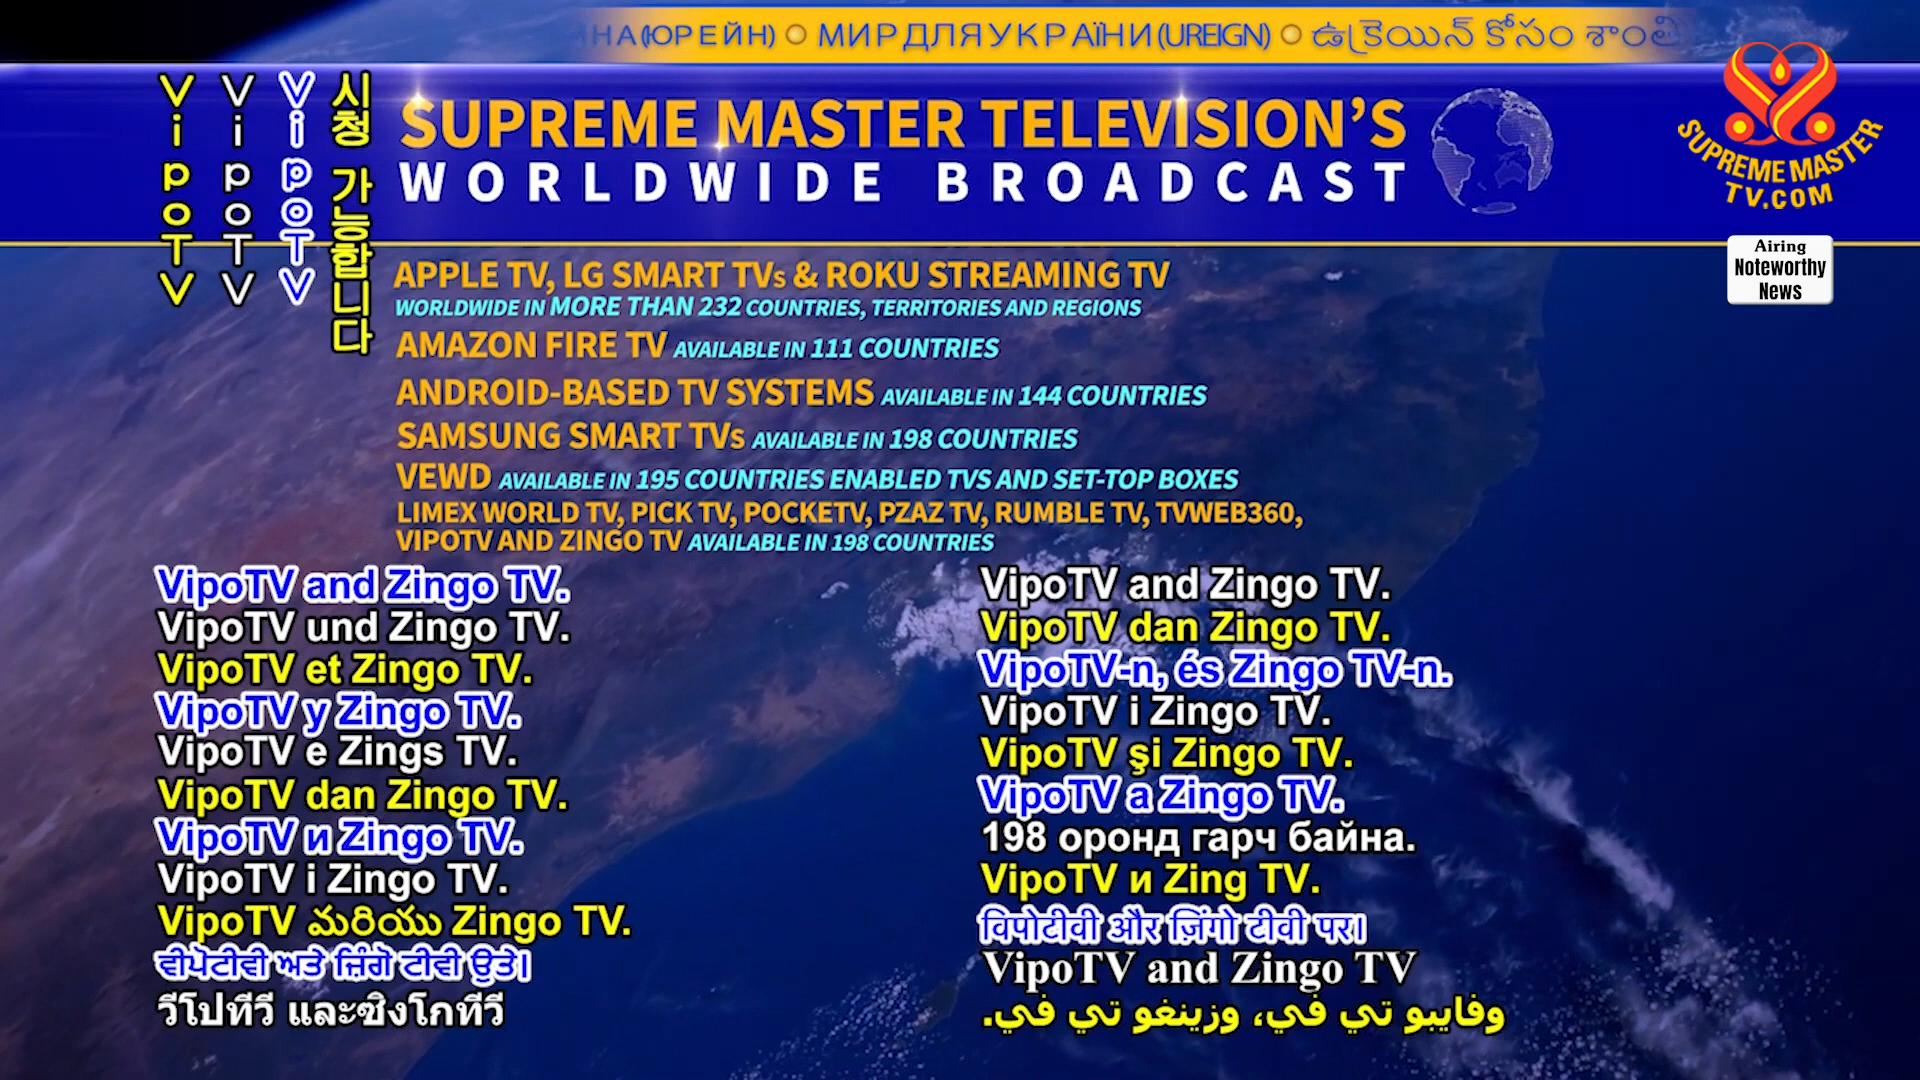 НА (ЮРЕЙН) МИР ДЛЯ УКРАЇНИ (UREIGN) ఉక్రెయిన్ కోసం శాంతి
VipoTV
VipoTV
VipoTV
시청 가능합니다
SUPREME MASTER TELEVISION'S
WORLDWIDE BROADCAST
SUPREME MASTER
TV.COM
Airing
Noteworthy
News
APPLE TV, LG SMART TVs & ROKU STREAMING TV
WORLDWIDE IN MORE THAN 232 COUNTRIES, TERRITORIES AND REGIONS
AMAZON FIRE TV AVAILABLE IN 111 COUNTRIES
ANDROID-BASED TV SYSTEMS AVAILABLE IN 144 COUNTRIES
SAMSUNG SMART TVs AVAILABLE IN 198 COUNTRIES
VEWD AVAILABLE IN 195 COUNTRIES ENABLED TVS AND SET-TOP BOXES
LIMEX WORLD TV, PICK TV, POCKETV, PZAZ TV, RUMBLE TV, TVWEB360,
VIPOTV AND ZINGO TV AVAILABLE IN 198 COUNTRIES
VipoTV and Zingo TV.
VipoTV und Zingo TV.
VipoTV et Zingo TV.
VipoTV y Zingo TV.
VipoTV e Zings TV.
VipoTV dan Zingo TV.
VipoTV и Zingo TV.
VipoTV i Zingo TV.
VipoTV మరియు Zingo TV.
ਵੀਪੋਟੀਵੀ ਅਤੇ ਜ਼ਿੰਗੋ ਟੀਵੀ ਉਤੇ।
วีโปทีวี และซิงโกทีวี
VipoTV and Zingo TV.
VipoTV dan Zingo TV.
VipoTV-n, és Zingo TV-n.
VipoTV i Zingo TV.
VipoTV şi Zingo TV.
VipoTV a Zingo TV.
198 оронд гарч байна.
VipoTV и Zing TV.
विपोटीवी और ज़िंगो टीवी पर।
VipoTV and Zingo TV
وفايبو تي في، وزينغو تي في.